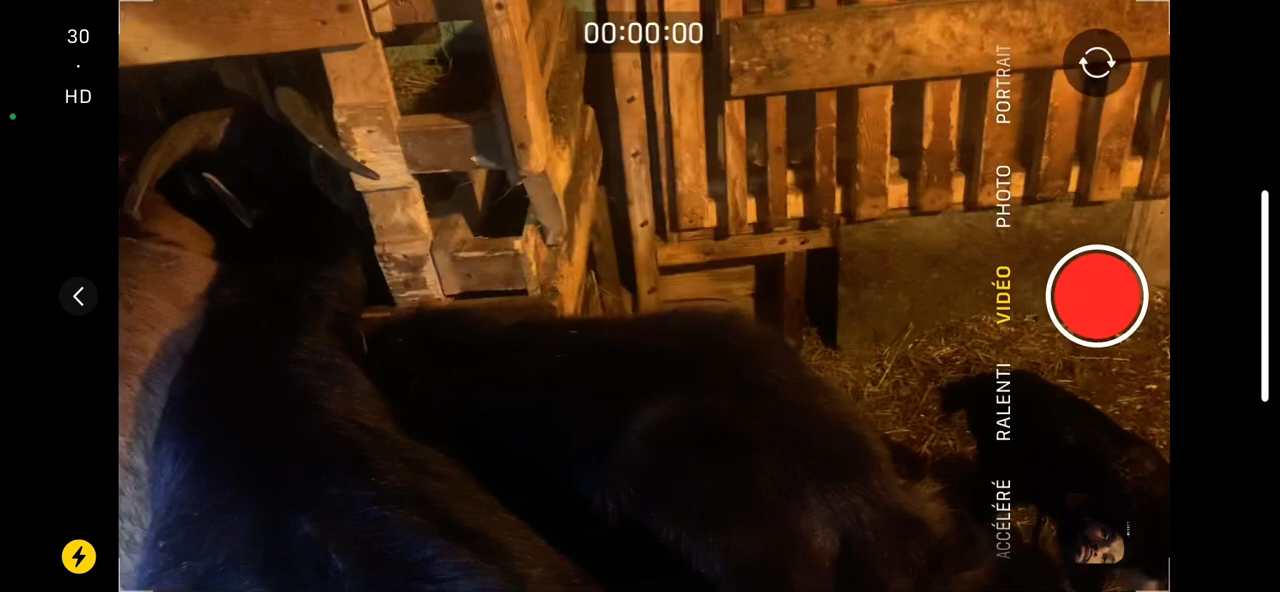 30
HD
00:00:00
PORTRAIT
PHOTO
VIDÉO
RALENTI
ACCÉLÉRÉ